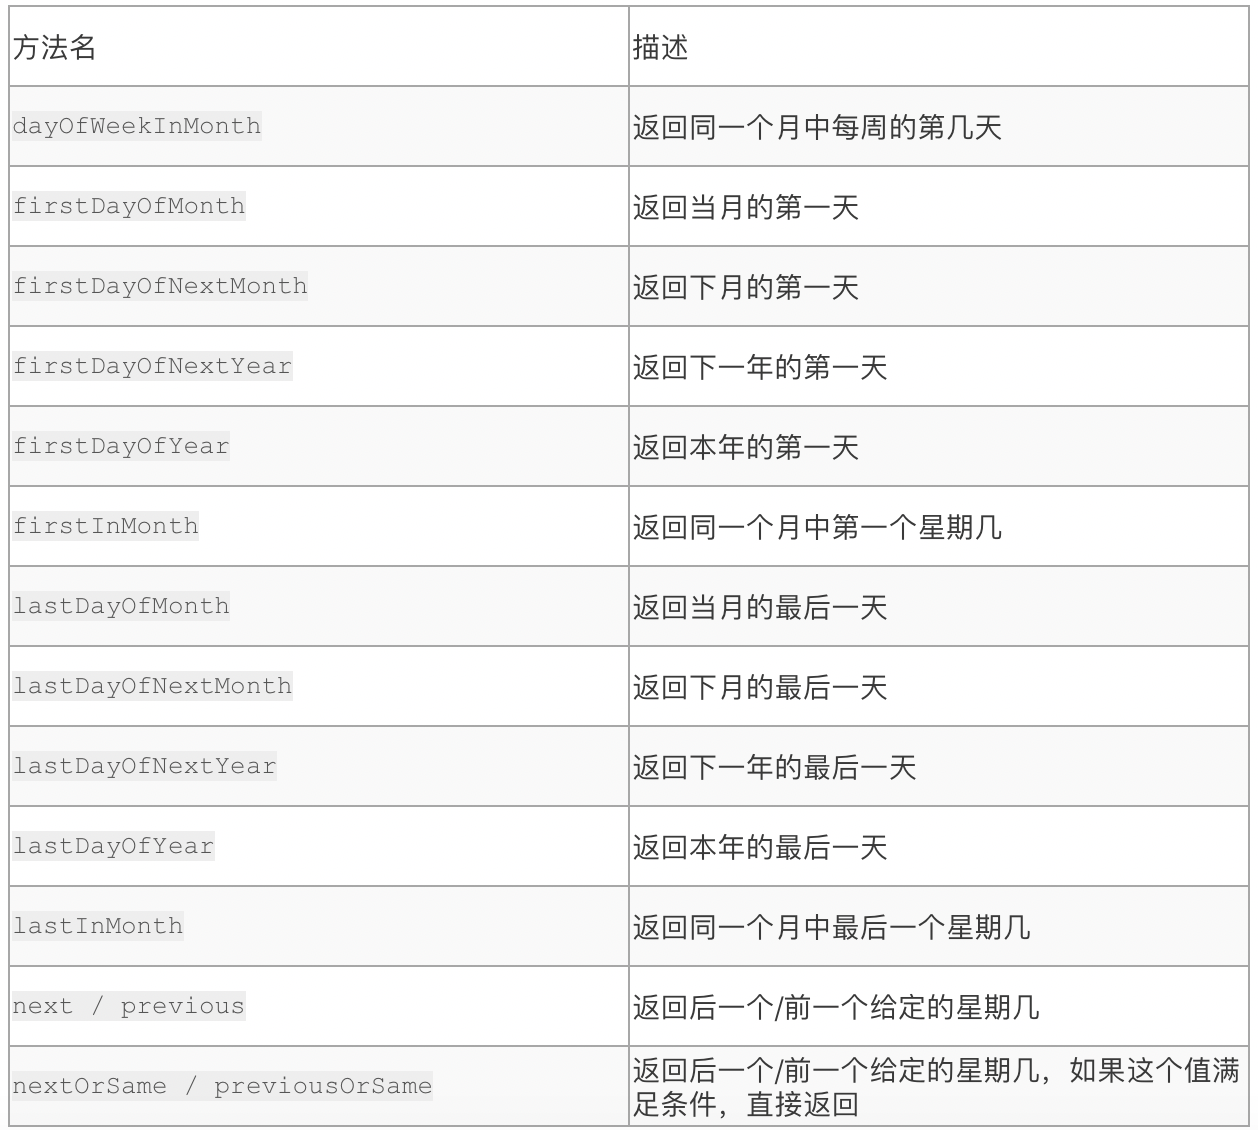 方法名
描述
dayOfWeekInMonth
返回同一个月中每周的第几天
firstDayOfMonth
返回当月的第一天
firstDayOfNextMonth
返回下月的第一天
firstDayOfNextYear
返回下一年的第一天
firstDayOfYear
返回本年的第一天
firstInMonth
返回同一个月中第一个星期几
lastDayOfMonth
返回当月的最后一天
lastDayOfNextMonth
返回下月的最后一天
lastDayOfNextYear
返回下一年的最后一天
lastDayOfYear
返回本年的最后一天
lastInMonth
返回同一个月中最后一个星期几
next / previous
返回后一个/前一个给定的星期几
nextOrSame / previousOrSame
返回后一个/前一个给定的星期几，如果这个值满
足条件，直接返回